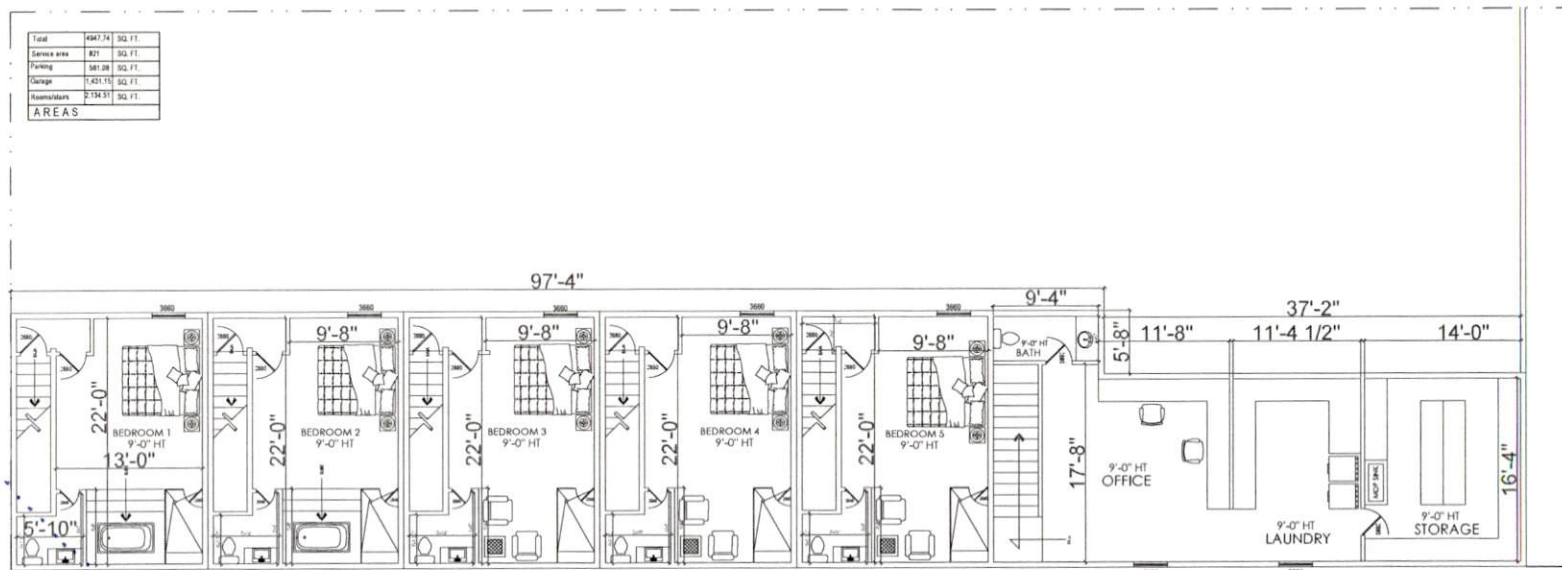 Total 4947.74 SQ. FT.
Service area 821 SQ. FT.
Parking 561.08 SQ. FT.
Garage 1,431.15 SQ. FT.
Rooms/stairs 2,134.51 SQ. FT.
AREAS
97'-4"
9'-4"
37'-2"
3660
3660
3660
3660
3660
9'-8"
9'-8"
9'-8"
9'-8"
5'-8"
11'-8"
11'-4 1/2"
14'-0"
9'-0" HT
BATH
22'-0"
22'-0"
22'-0"
22'-0"
22'-0"
BEDROOM 1
9'-0" HT
BEDROOM 2
9'-0" HT
BEDROOM 3
9'-0" HT
BEDROOM 4
9'-0" HT
BEDROOM 5
9'-0" HT
13'-0"
17'-8"
9'-0" HT
OFFICE
MOP SINK
16'-4"
5'-10"
9'-0" HT
LAUNDRY
9'-0" HT
STORAGE